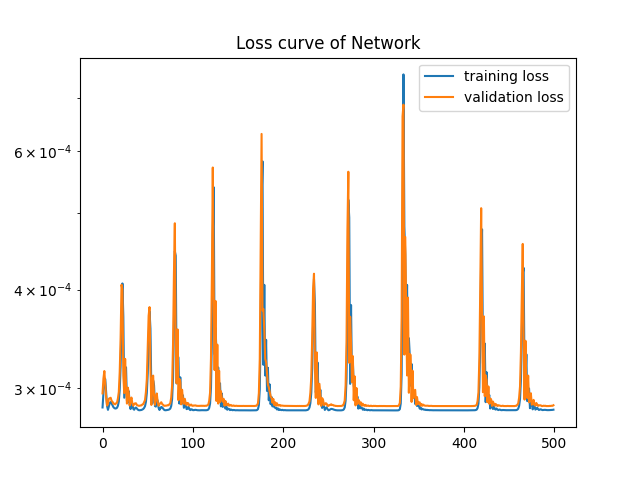 Loss curve of Network
training loss
validation loss
6 × 10⁻⁴
4 × 10⁻⁴
3 × 10⁻⁴
0 100 200 300 400 500